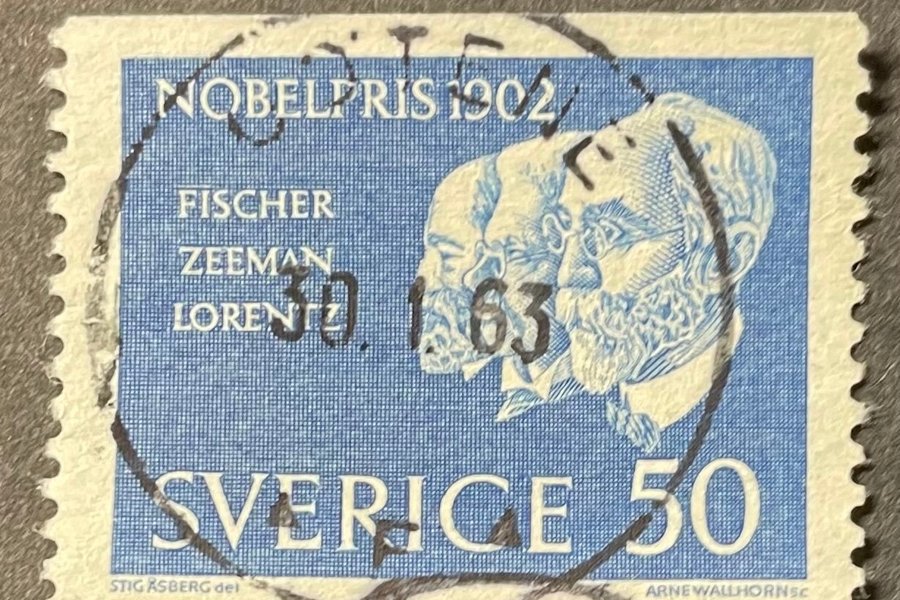 NOBELPRIS 1902
FISCHER
ZEEMAN
LORENTZ
30.1.63
SVERIGE 50
STIG ÅSBERG del
ARNE WALLHORN SC